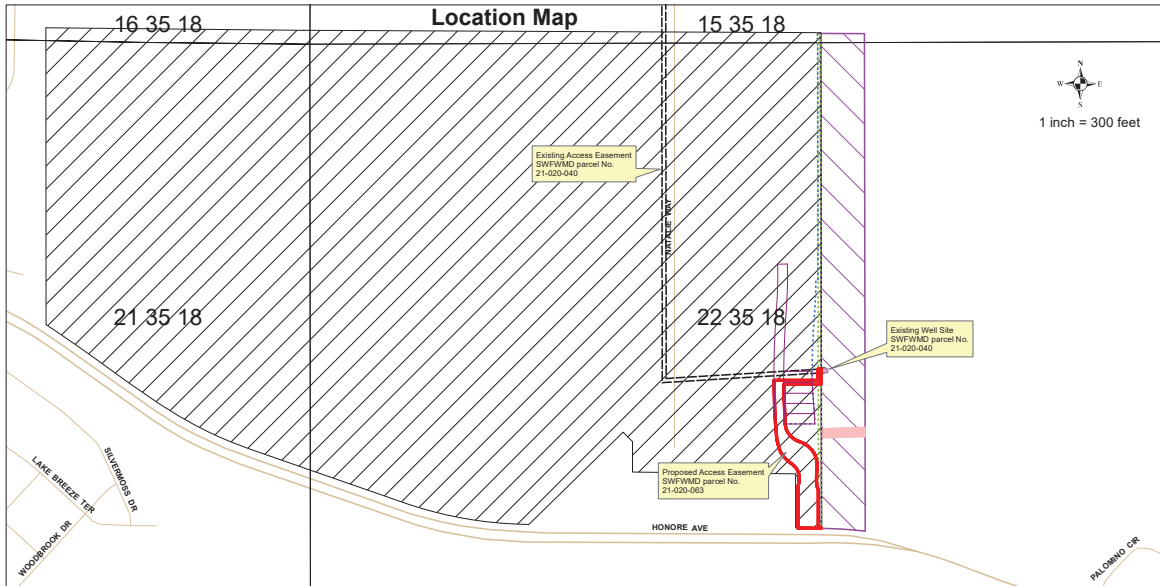 Location Map
16 35 18
15 35 18
N
W
E
S
1 inch = 300 feet
Existing Access Easement
SWFWMD parcel No.
21-020-040
NATALIE WAY
21 35 18
22 35 18
Existing Well Site
SWFWMD parcel No.
21-020-040
Proposed Access Easement
SWFWMD parcel No.
21-020-063
SILVERMOSS DR
LAKE BREEZE TER
WOODBROOK DR
HONORE AVE
PALOMINO CIR